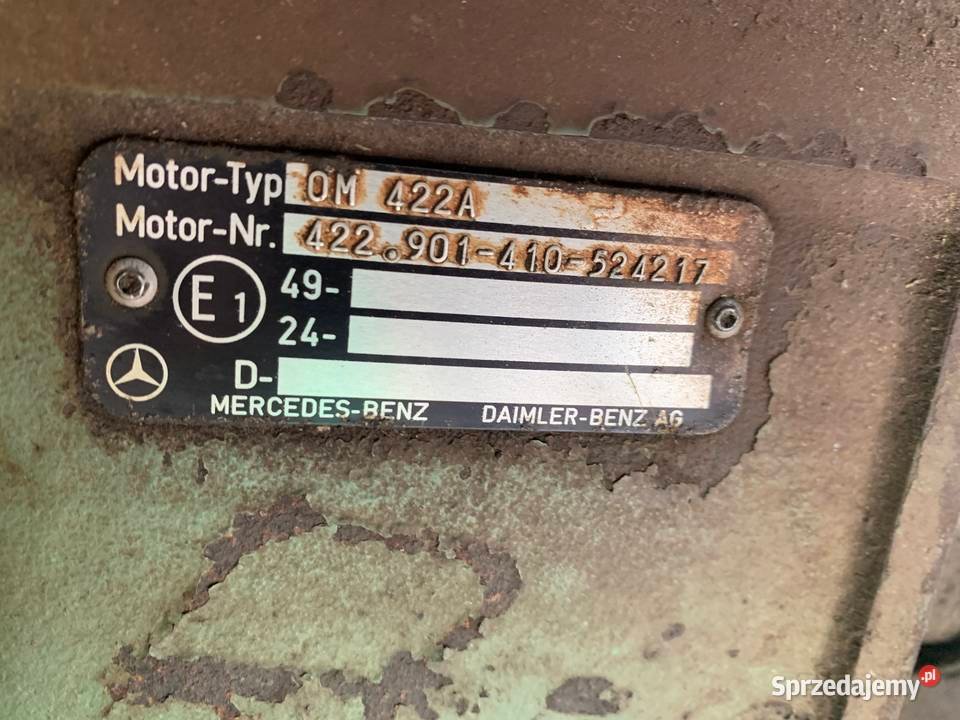 Motor-Typ OM 422A
Motor-Nr. 422.901-410-524217
E1 49-
24-
D-
MERCEDES-BENZ DAIMLER-BENZ AG
Sprzedajemy.pl